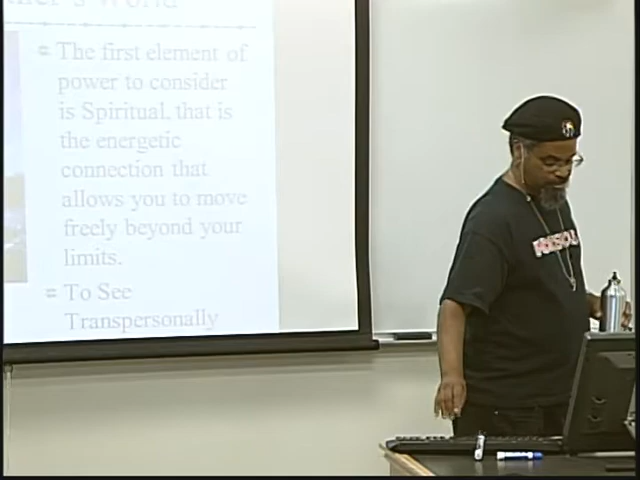 The first element of
power to consider
is Spiritual, that is
the energetic
connection that
allows you to move
freely beyond your
limits.
To See
Transpersonally